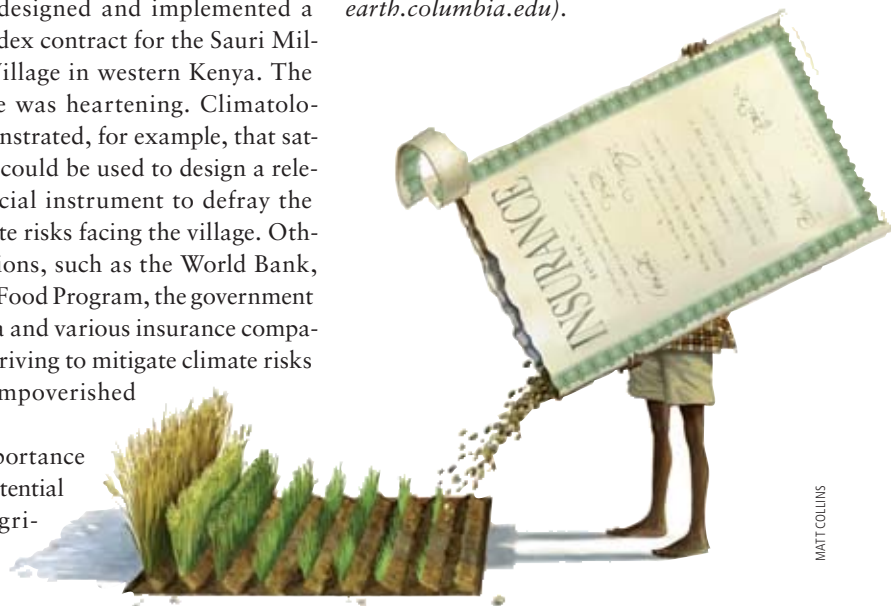 designed and implemented a
dex contract for the Sauri Mil-
Village in western Kenya. The
e was heartening. Climatolo-
nstrated, for example, that sat-
could be used to design a rele-
cial instrument to defray the
te risks facing the village. Oth-
ions, such as the World Bank,
Food Program, the government
a and various insurance compa-
riving to mitigate climate risks
mpoverished
portance
tential
gri-
earth.columbia.edu).
INSURANCE
MATT COLLINS